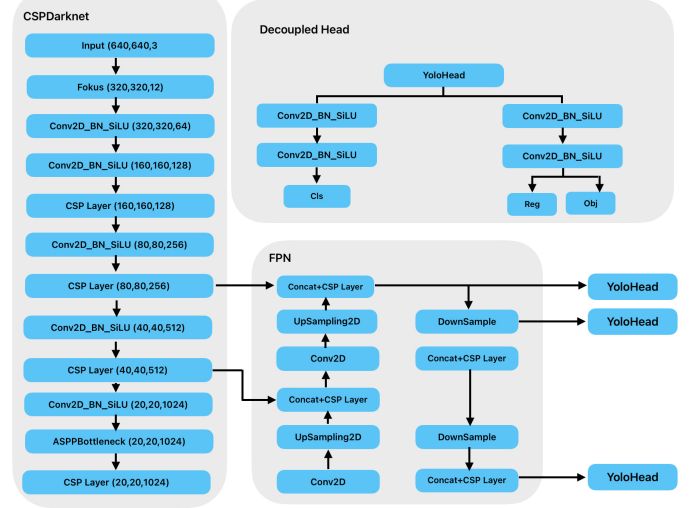 CSPDarknet
Input (640,640,3
Fokus (320,320,12)
Conv2D_BN_SiLU (320,320,64)
Conv2D_BN_SiLU (160,160,128)
CSP Layer (160,160,128)
Conv2D_BN_SiLU (80,80,256)
CSP Layer (80,80,256)
Conv2D_BN_SiLU (40,40,512)
CSP Layer (40,40,512)
Conv2D_BN_SiLU (20,20,1024)
ASPPBottleneck (20,20,1024)
CSP Layer (20,20,1024)
Decoupled Head
YoloHead
Conv2D_BN_SiLU
Conv2D_BN_SiLU
Cls
Conv2D_BN_SiLU
Conv2D_BN_SiLU
Reg
Obj
FPN
Concat+CSP Layer
UpSampling2D
Conv2D
Concat+CSP Layer
UpSampling2D
Conv2D
DownSample
Concat+CSP Layer
DownSample
Concat+CSP Layer
YoloHead
YoloHead
YoloHead